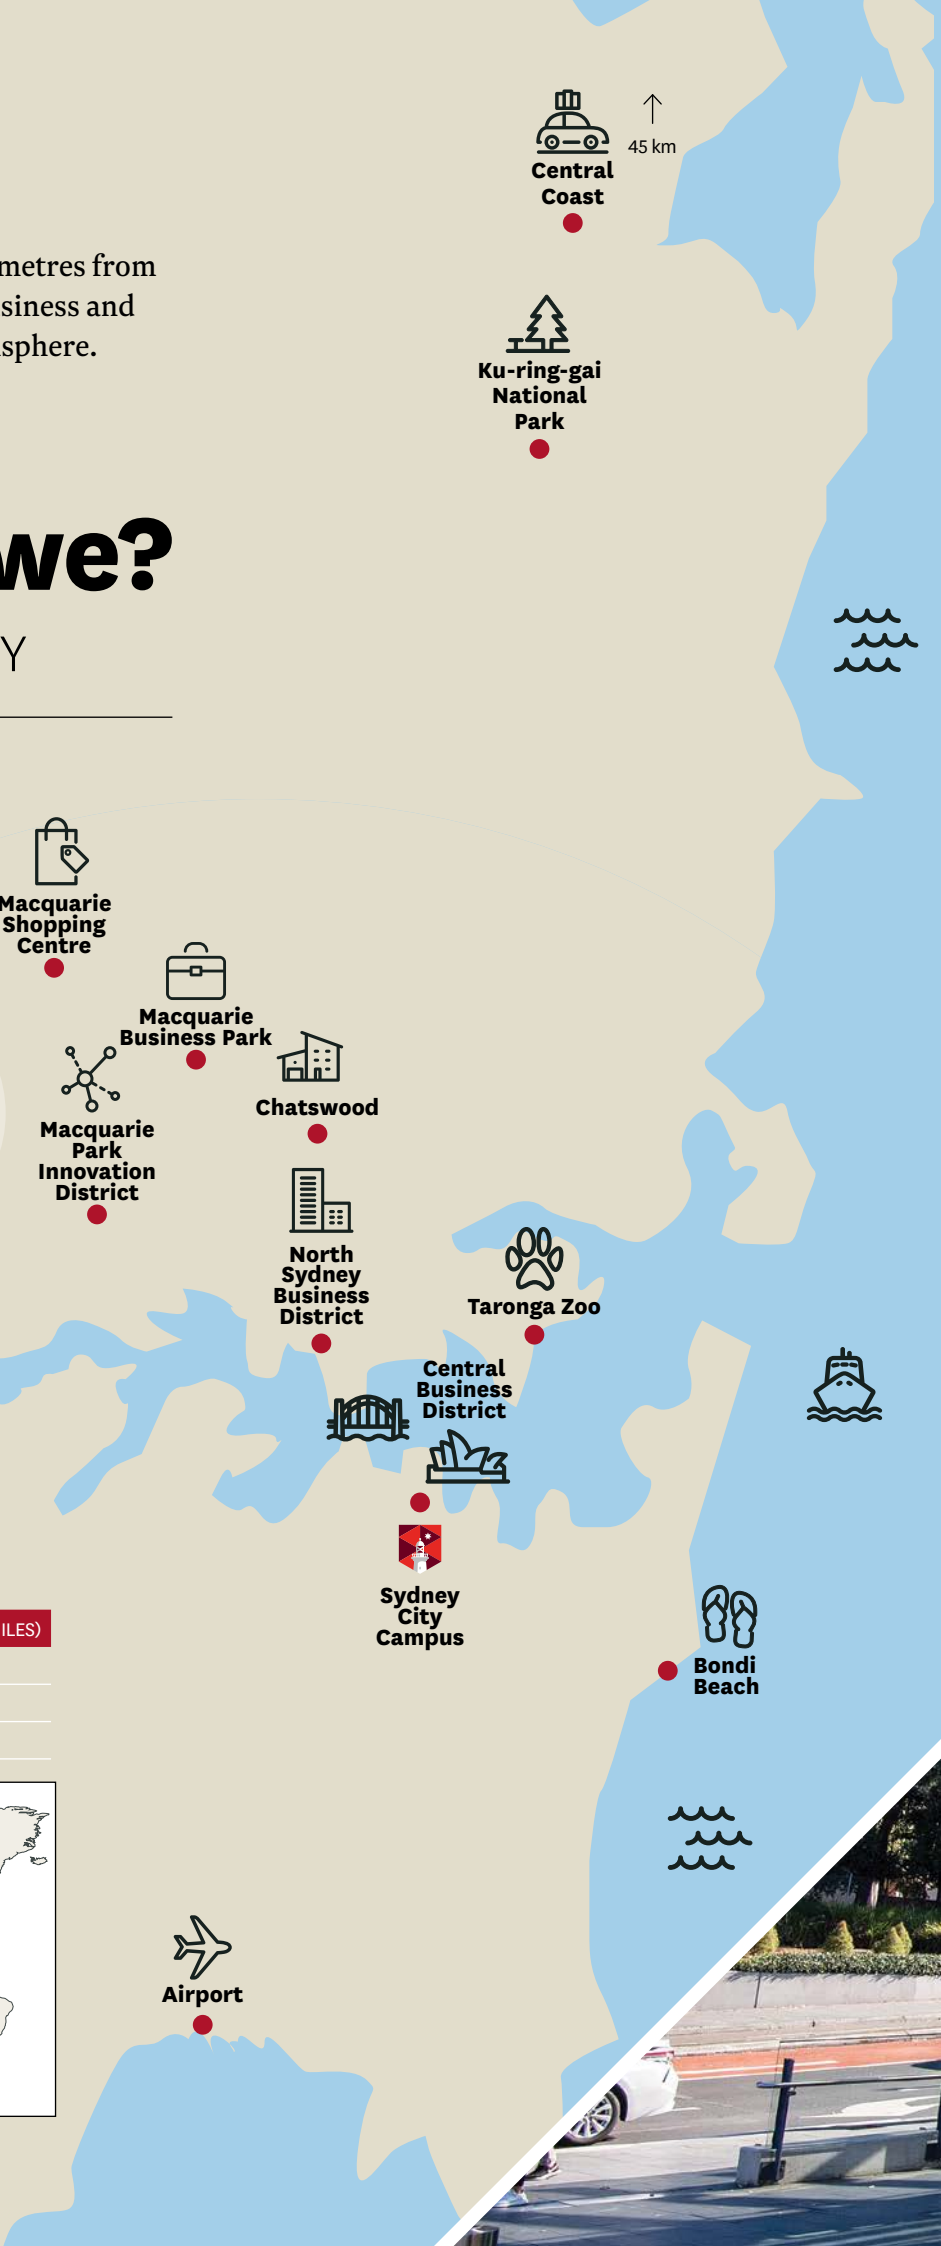 45 km
Central
Coast
metres from
siness and
sphere.
Ku-ring-gai
National
Park
we?
Y
Macquarie
Shopping
Centre
Macquarie
Business Park
Chatswood
Macquarie
Park
Innovation
District
North
Sydney
Business
District
Taronga Zoo
Central
Business
District
Sydney
City
Campus
ILES)
Bondi
Beach
Airport